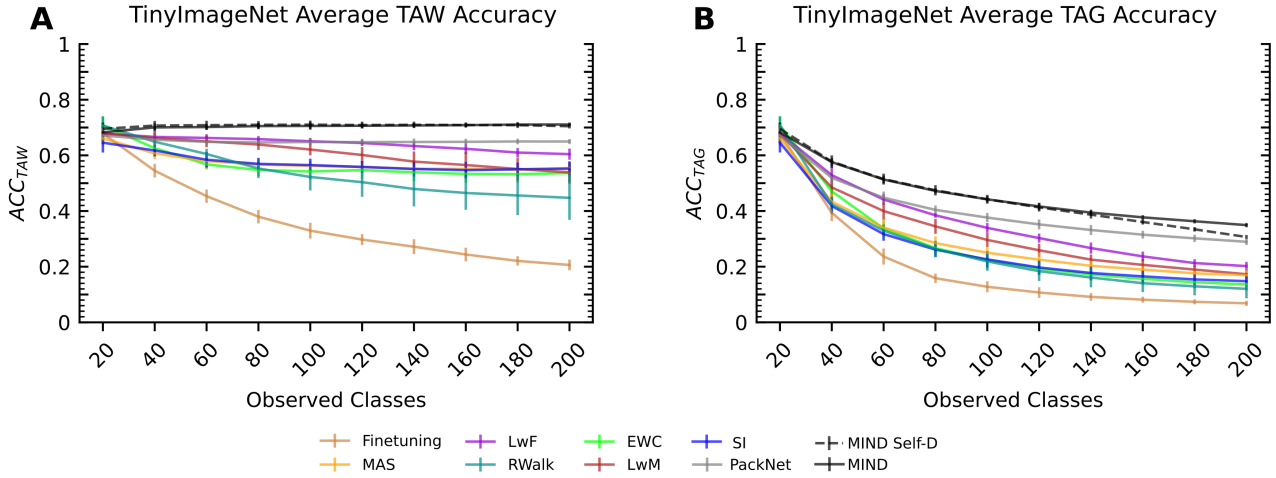 A
TinyImageNet Average TAW Accuracy
1
0.8
0.6
0.4
0.2
0
ACC_TAW
20 40 60 80 100 120 140 160 180 200
Observed Classes
B
TinyImageNet Average TAG Accuracy
1
0.8
0.6
0.4
0.2
0
ACC_TAG
20 40 60 80 100 120 140 160 180 200
Observed Classes
Finetuning LwF EWC SI MIND Self-D
MAS RWalk LwM PackNet MIND